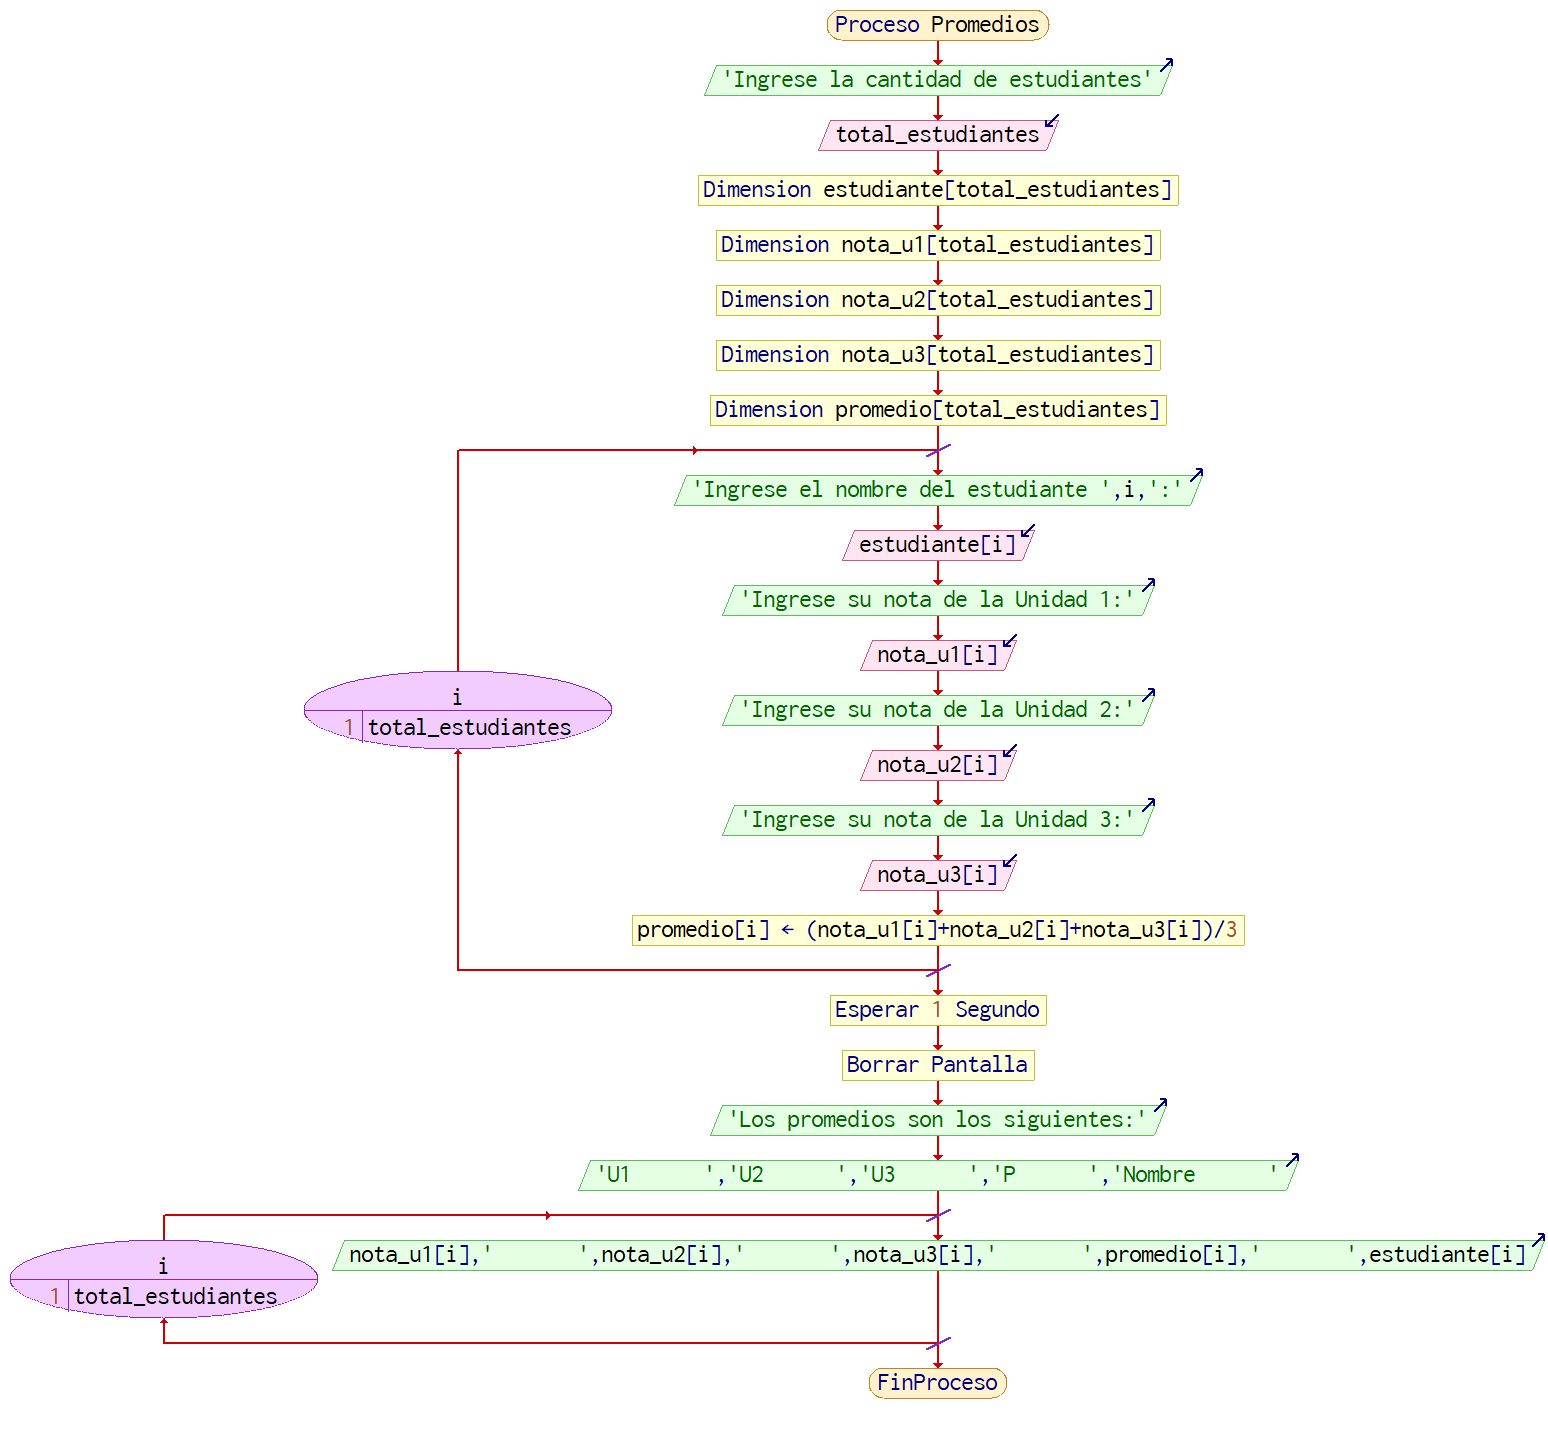 Proceso Promedios
'Ingrese la cantidad de estudiantes'
total_estudiantes
Dimension estudiante[total_estudiantes]
Dimension nota_u1[total_estudiantes]
Dimension nota_u2[total_estudiantes]
Dimension nota_u3[total_estudiantes]
Dimension promedio[total_estudiantes]
'Ingrese el nombre del estudiante ',i,':'
estudiante[i]
'Ingrese su nota de la Unidad 1:'
nota_u1[i]
i
1 total_estudiantes
'Ingrese su nota de la Unidad 2:'
nota_u2[i]
'Ingrese su nota de la Unidad 3:'
nota_u3[i]
promedio[i] ← (nota_u1[i]+nota_u2[i]+nota_u3[i])/3
Esperar 1 Segundo
Borrar Pantalla
'Los promedios son los siguientes:'
'U1      ','U2      ','U3      ','P      ','Nombre      '
i
1 total_estudiantes
nota_u1[i],'       ',nota_u2[i],'       ',nota_u3[i],'       ',promedio[i],'       ',estudiante[i]
FinProceso